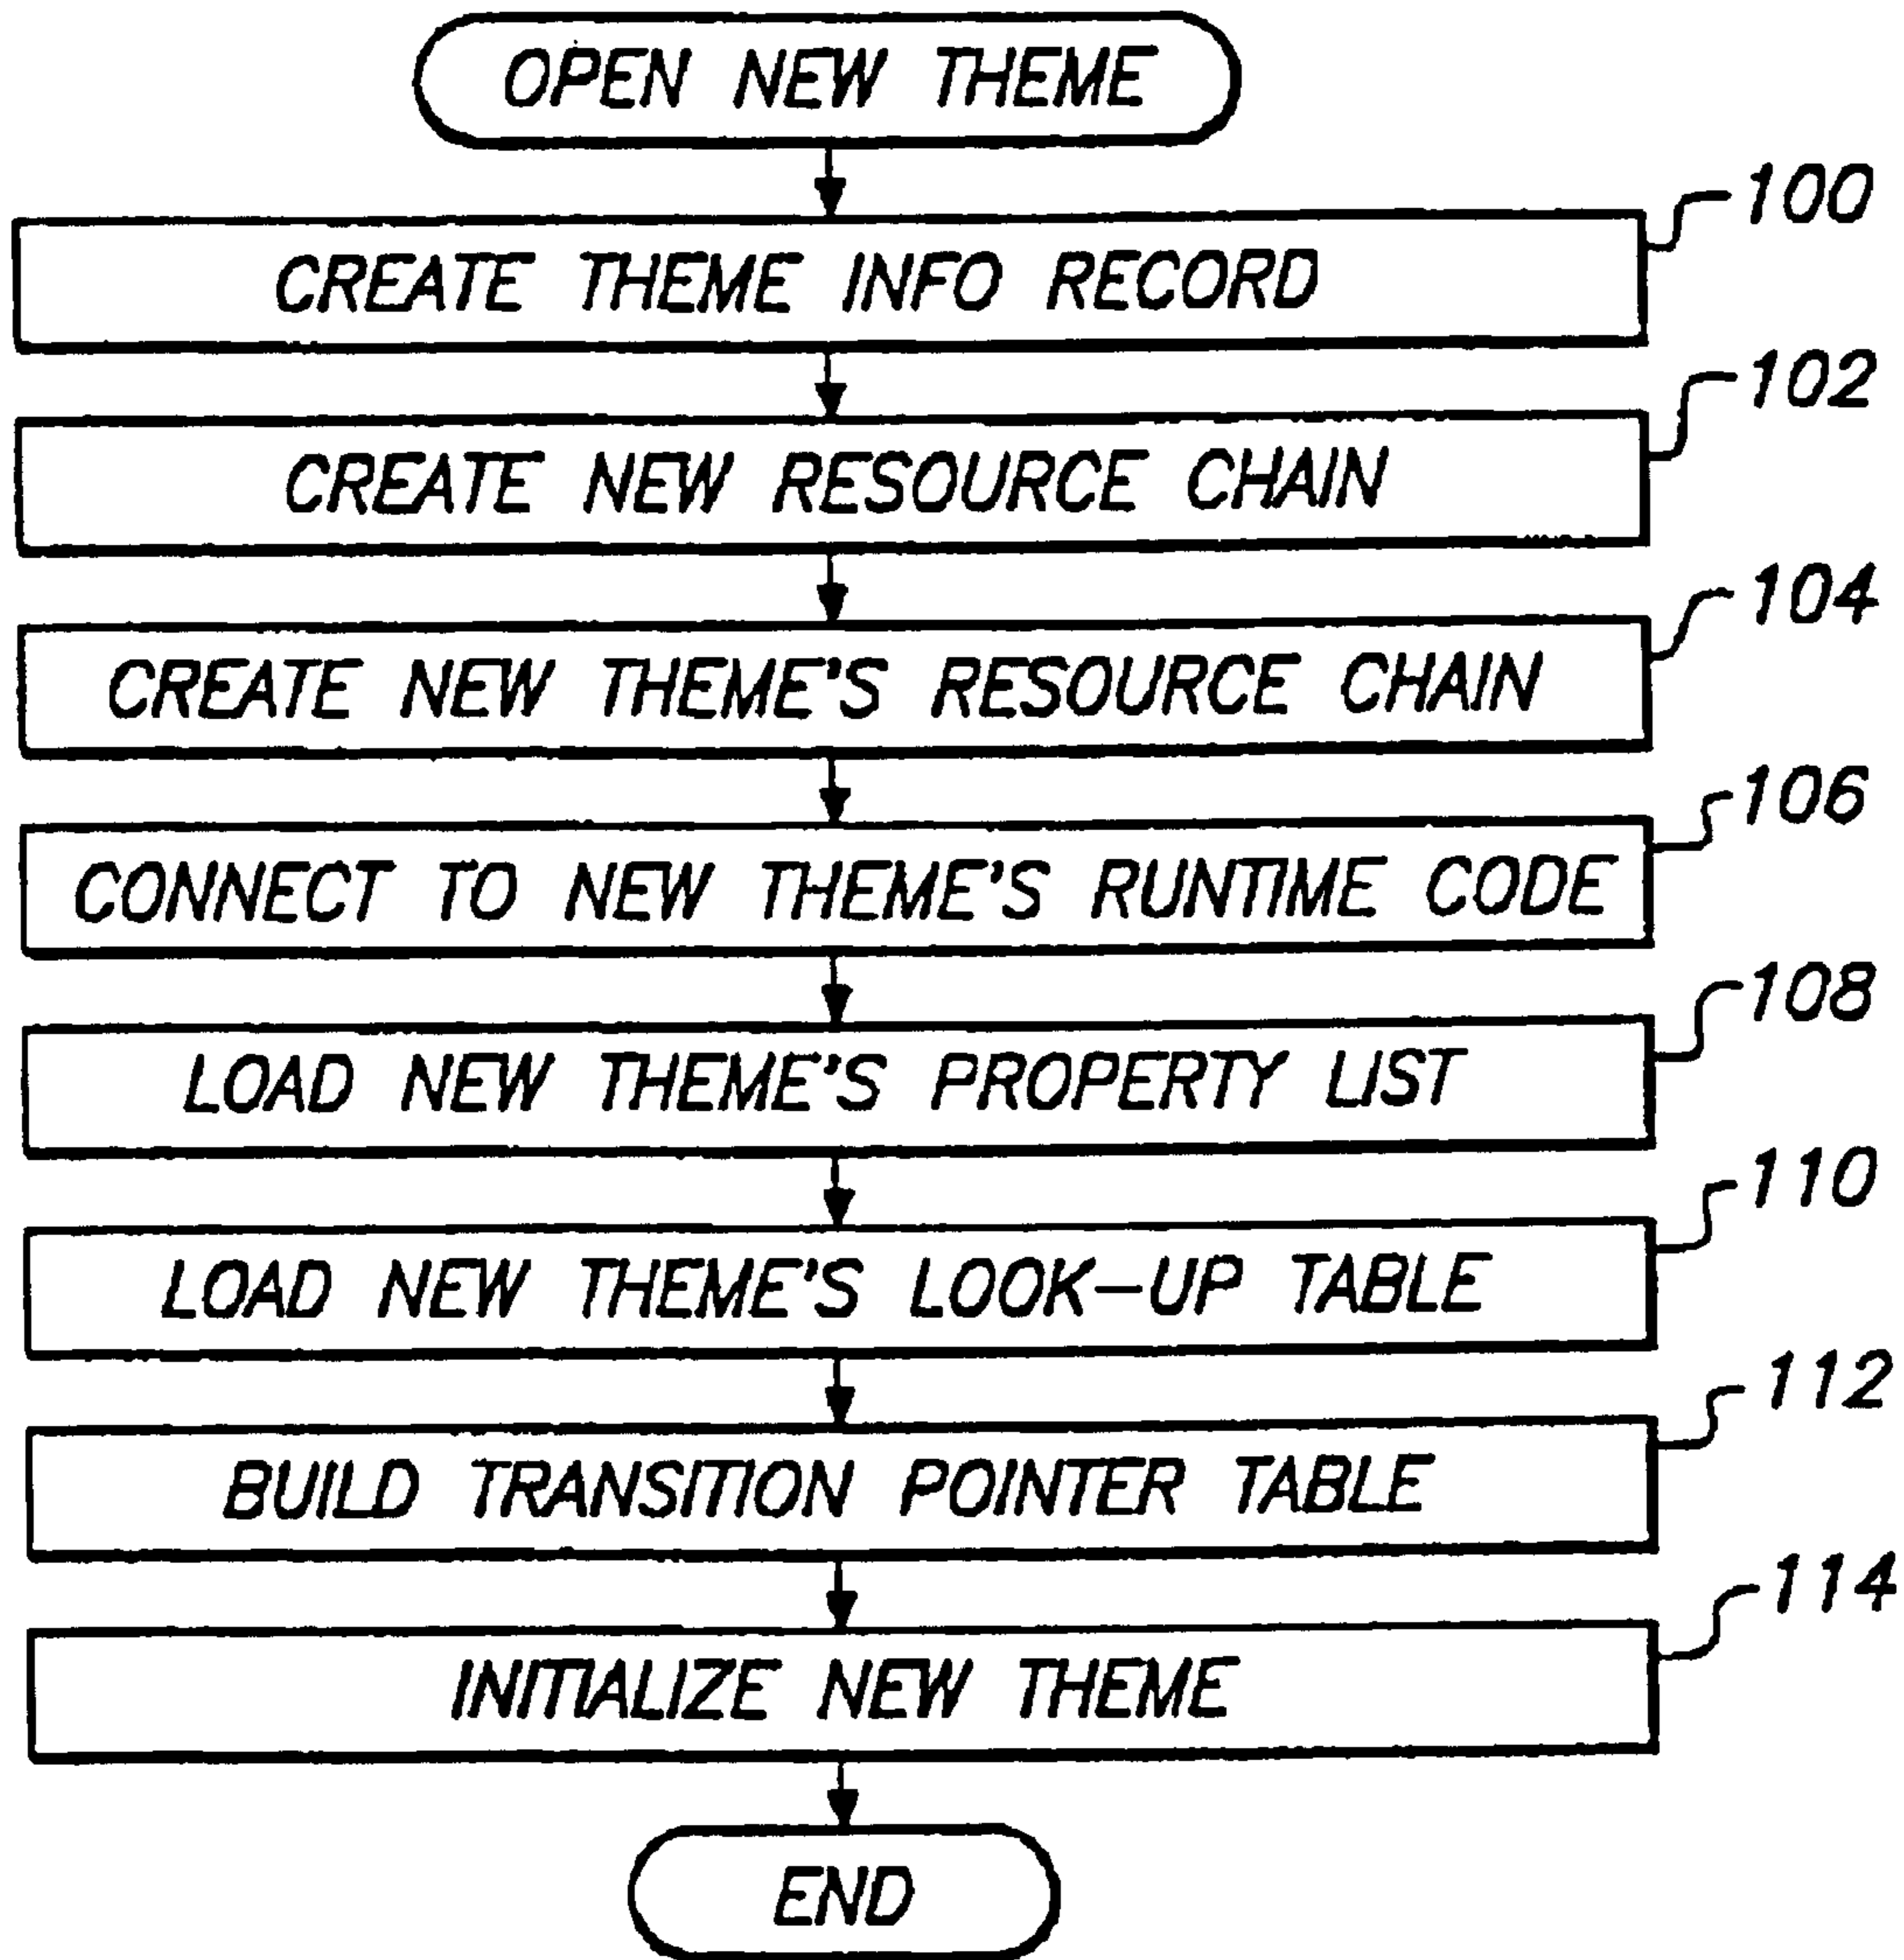 OPEN NEW THEME
100
CREATE THEME INFO RECORD
102
CREATE NEW RESOURCE CHAIN
104
CREATE NEW THEME'S RESOURCE CHAIN
106
CONNECT TO NEW THEME'S RUNTIME CODE
108
LOAD NEW THEME'S PROPERTY LIST
110
LOAD NEW THEME'S LOOK-UP TABLE
112
BUILD TRANSITION POINTER TABLE
114
INITIALIZE NEW THEME
END